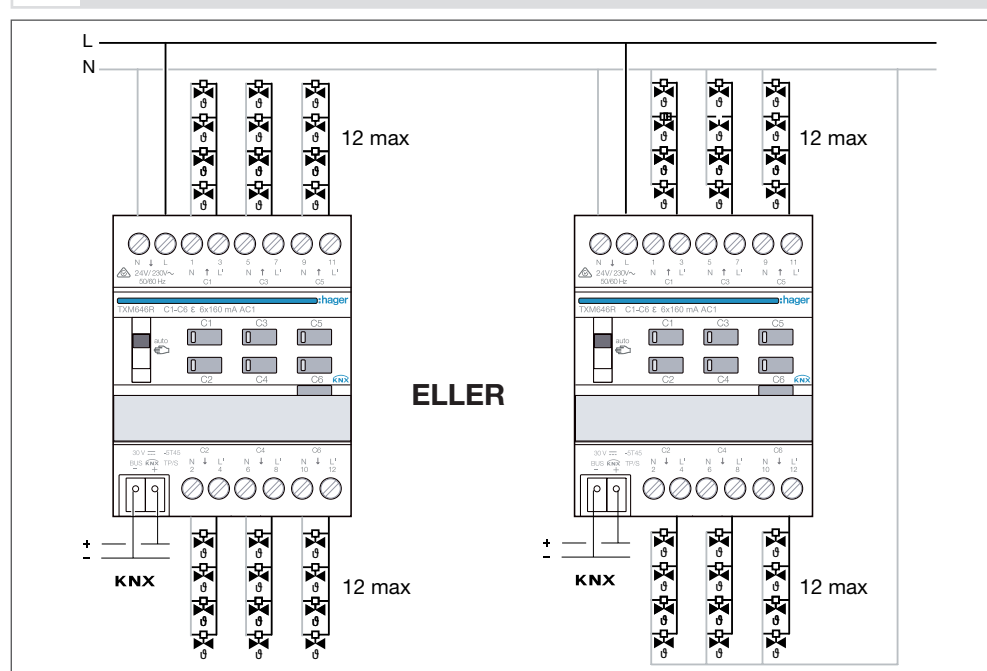 L
N
12 max
12 max
N ↓ L 1 3 5 7 9 11
24V/230V~ N ↑ L' N ↑ L' N ↑ L'
50/60 Hz C1 C3 C5
:hager
TXM646R C1-C6 ε 6x160 mA AC1
C1 C3 C5
auto
C2 C4 C6 KNX
30 V ⎓ -5T45 C2 C4 C6
BUS KNX TP/S N ↓ L' N ↓ L' N ↓ L'
- + 2 4 6 8 10 12
+
-
KNX
12 max
ELLER
N ↓ L 1 3 5 7 9 11
24V/230V~ N ↑ L' N ↑ L' N ↑ L'
50/60 Hz C1 C3 C5
:hager
TXM646R C1-C6 ε 6x160 mA AC1
C1 C3 C5
auto
C2 C4 C6 KNX
30 V ⎓ -5T45 C2 C4 C6
BUS KNX TP/S N ↓ L' N ↓ L' N ↓ L'
- + 2 4 6 8 10 12
+
-
KNX
12 max